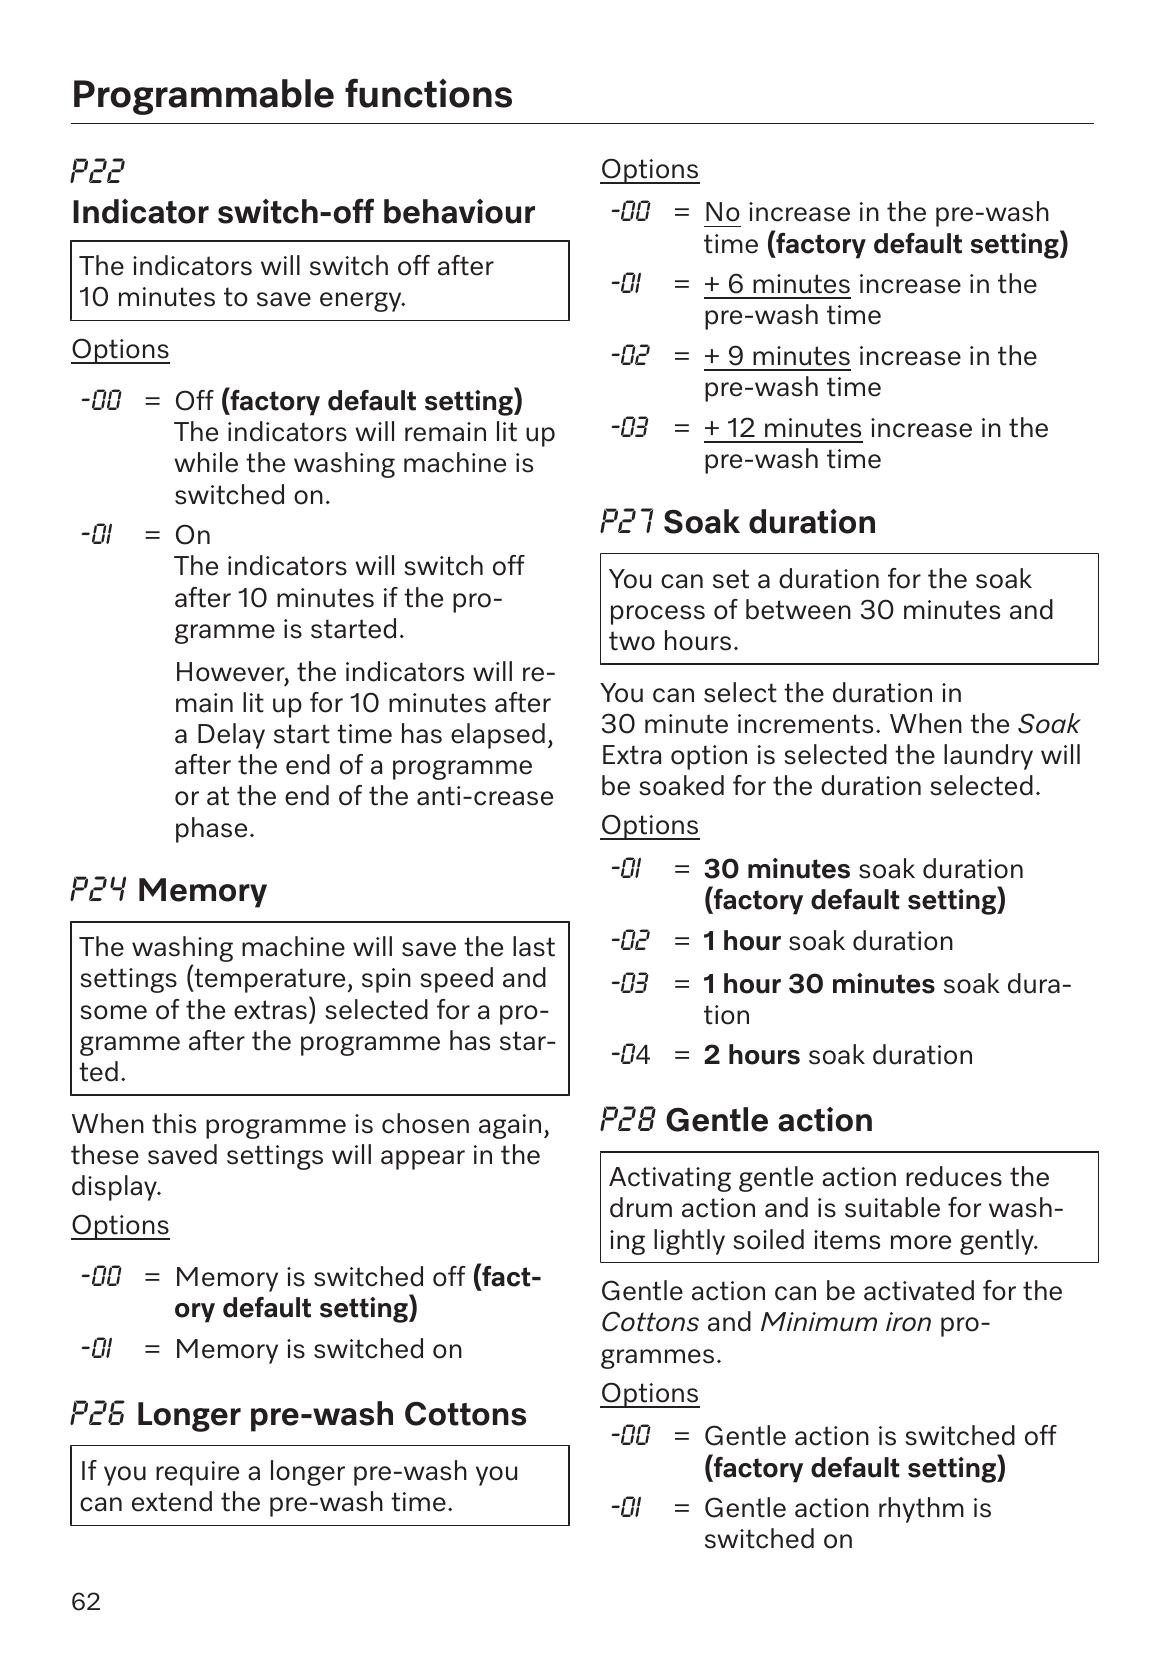 Programmable functions
P22
Indicator switch-off behaviour
The indicators will switch off after
10 minutes to save energy.
Options
-00 = Off (factory default setting)
The indicators will remain lit up
while the washing machine is
switched on.
-01 = On
The indicators will switch off
after 10 minutes if the pro-
gramme is started.
However, the indicators will re-
main lit up for 10 minutes after
a Delay start time has elapsed,
after the end of a programme
or at the end of the anti-crease
phase.
P24 Memory
The washing machine will save the last
settings (temperature, spin speed and
some of the extras) selected for a pro-
gramme after the programme has star-
ted.
When this programme is chosen again,
these saved settings will appear in the
display.
Options
-00 = Memory is switched off (fact-
ory default setting)
-01 = Memory is switched on
P26 Longer pre-wash Cottons
If you require a longer pre-wash you
can extend the pre-wash time.
Options
-00 = No increase in the pre-wash
time (factory default setting)
-01 = + 6 minutes increase in the
pre-wash time
-02 = + 9 minutes increase in the
pre-wash time
-03 = + 12 minutes increase in the
pre-wash time
P27 Soak duration
You can set a duration for the soak
process of between 30 minutes and
two hours.
You can select the duration in
30 minute increments. When the Soak
Extra option is selected the laundry will
be soaked for the duration selected.
Options
-01 = 30 minutes soak duration
(factory default setting)
-02 = 1 hour soak duration
-03 = 1 hour 30 minutes soak dura-
tion
-04 = 2 hours soak duration
P28 Gentle action
Activating gentle action reduces the
drum action and is suitable for wash-
ing lightly soiled items more gently.
Gentle action can be activated for the
Cottons and Minimum iron pro-
grammes.
Options
-00 = Gentle action is switched off
(factory default setting)
-01 = Gentle action rhythm is
switched on
62